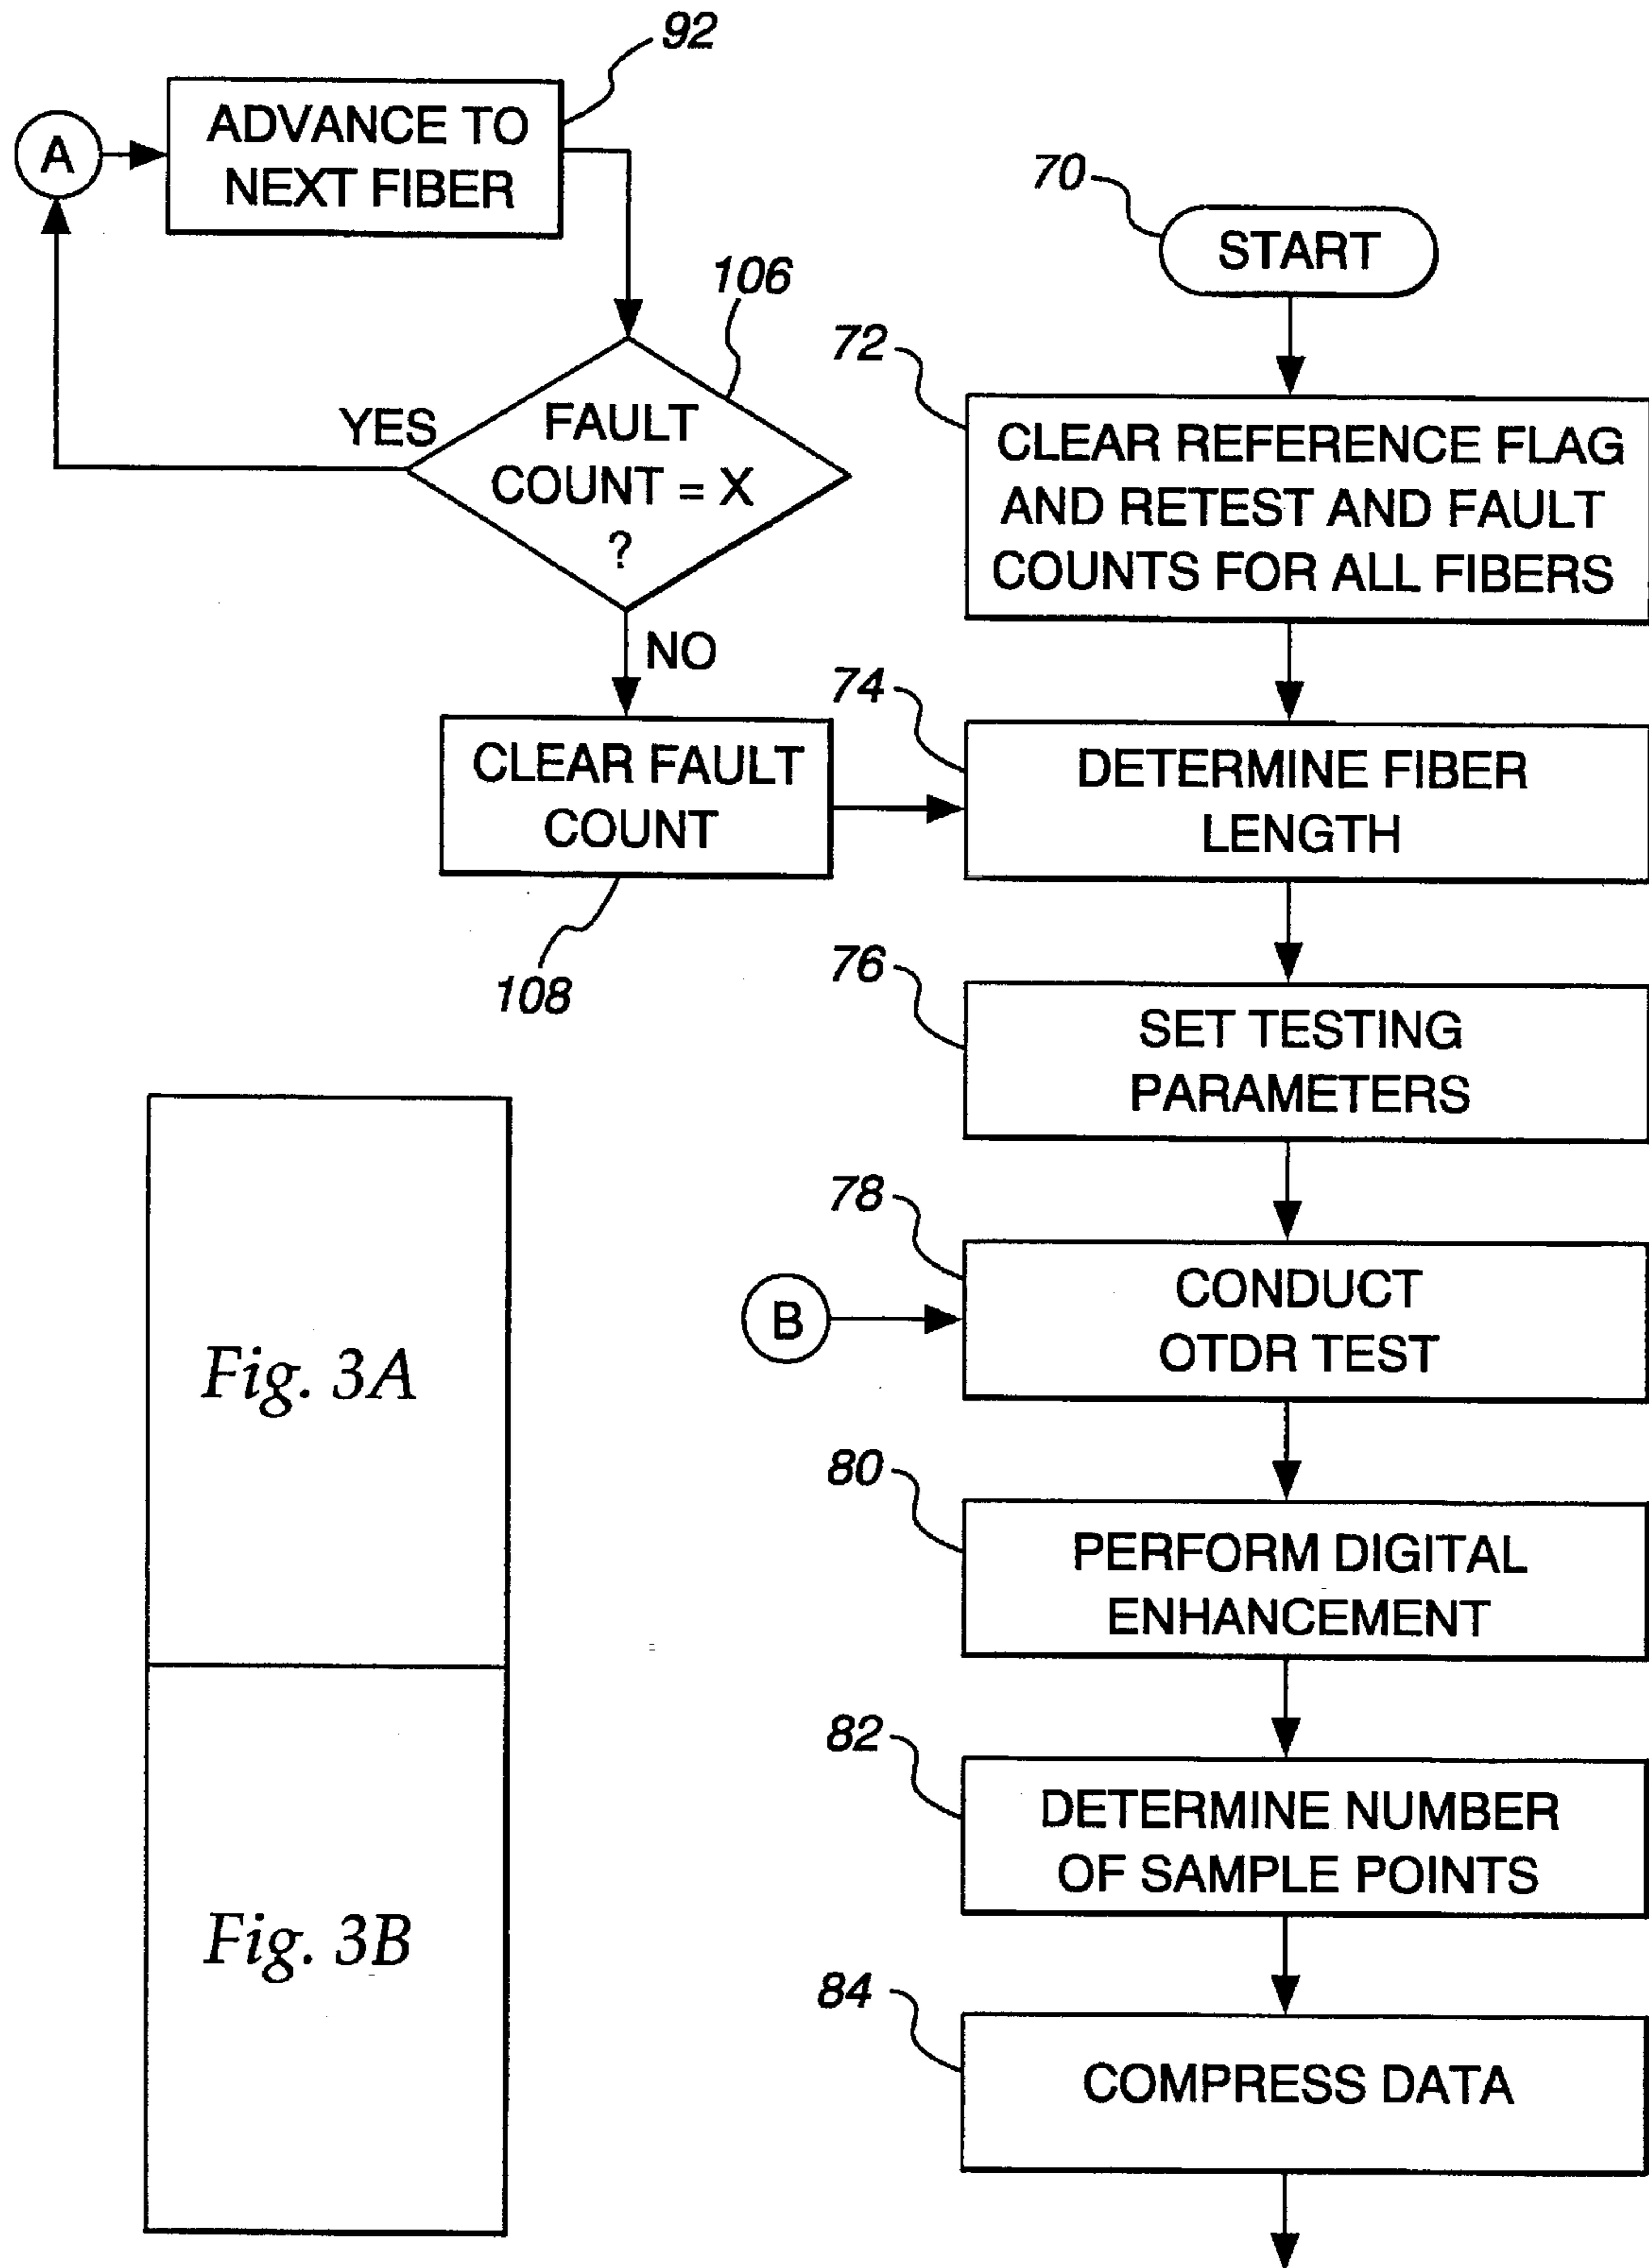 92
A
ADVANCE TO
NEXT FIBER
106
YES
FAULT
COUNT = X
?
NO
CLEAR FAULT
COUNT
108
70
START
72
CLEAR REFERENCE FLAG
AND RETEST AND FAULT
COUNTS FOR ALL FIBERS
74
DETERMINE FIBER
LENGTH
76
SET TESTING
PARAMETERS
78
B
CONDUCT
OTDR TEST
80
PERFORM DIGITAL
ENHANCEMENT
82
DETERMINE NUMBER
OF SAMPLE POINTS
84
COMPRESS DATA
Fig. 3A
Fig. 3B